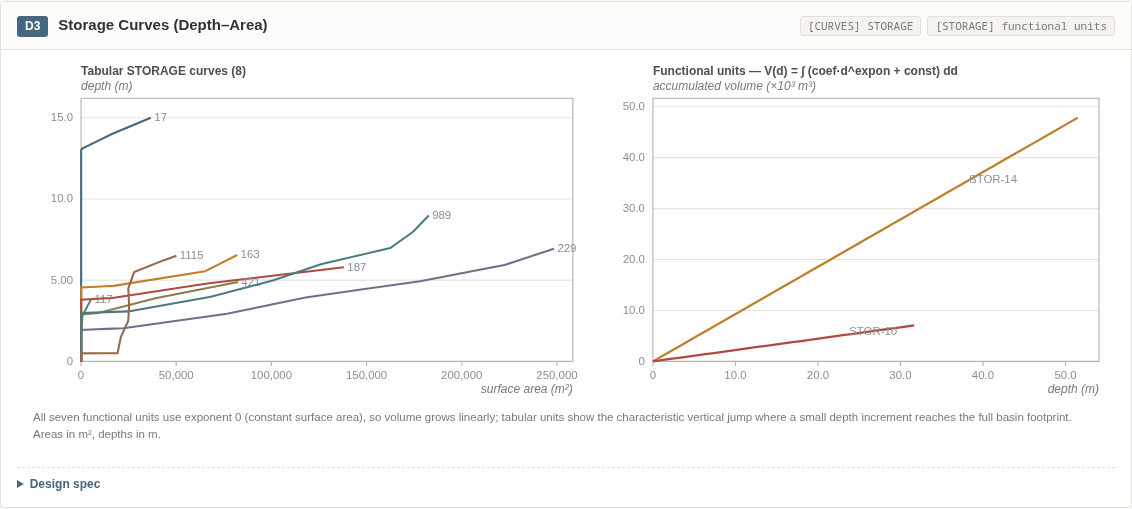 D3 Storage Curves (Depth–Area) [CURVES] STORAGE [STORAGE] functional units
Tabular STORAGE curves (8)
depth (m)
15.0
10.0
5.00
0
0 50,000 100,000 150,000 200,000 250,000
surface area (m²)
17
989
229
1115
163
187
421
117
Functional units — V(d) = ∫ (coef·d^expon + const) dd
accumulated volume (×10³ m³)
50.0
40.0
30.0
20.0
10.0
0
0 10.0 20.0 30.0 40.0 50.0
depth (m)
STOR-14
STOR-10
All seven functional units use exponent 0 (constant surface area), so volume grows linearly; tabular units show the characteristic vertical jump where a small depth increment reaches the full basin footprint.
Areas in m², depths in m.
Design spec